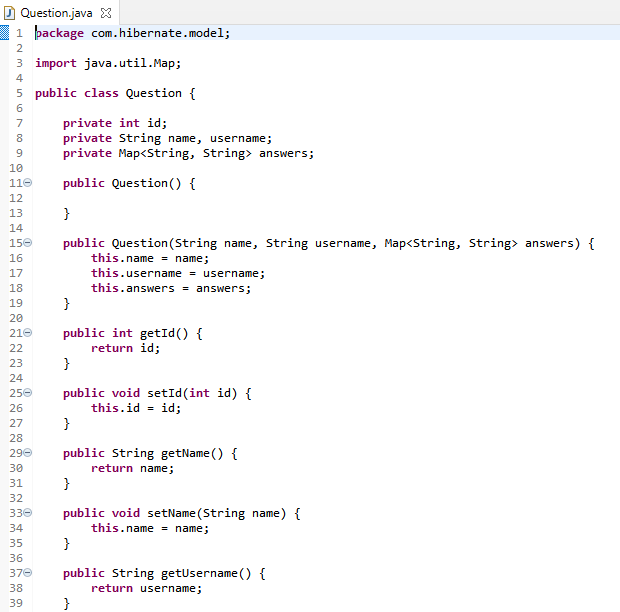 Question.java
1 package com.hibernate.model;
2
3 import java.util.Map;
4
5 public class Question {
6
7     private int id;
8     private String name, username;
9     private Map<String, String> answers;
10
11     public Question() {
12
13     }
14
15     public Question(String name, String username, Map<String, String> answers) {
16         this.name = name;
17         this.username = username;
18         this.answers = answers;
19     }
20
21     public int getId() {
22         return id;
23     }
24
25     public void setId(int id) {
26         this.id = id;
27     }
28
29     public String getName() {
30         return name;
31     }
32
33     public void setName(String name) {
34         this.name = name;
35     }
36
37     public String getUsername() {
38         return username;
39     }